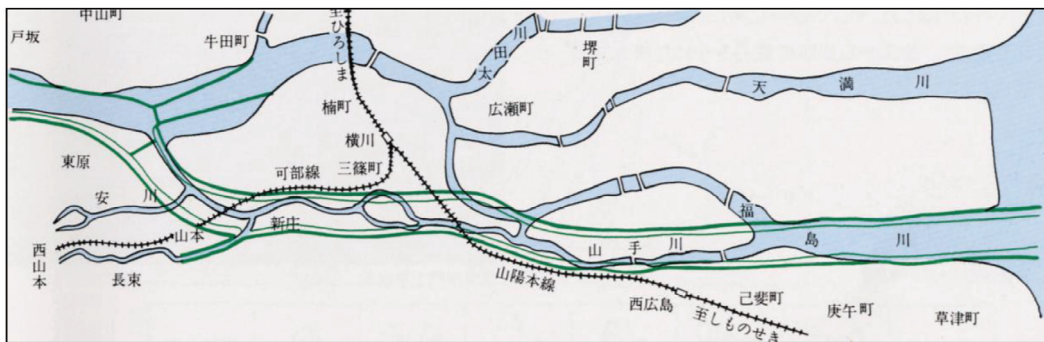 中山町
戸坂
牛田町
至ひろしま
太田川
堺町
天満川
楠町
広瀬町
横川
三篠町
可部線
東原
安川
新庄
山本
西山本
長束
山手川
福島川
山陽本線
西広島
己斐町
至しものせき
庚午町
草津町